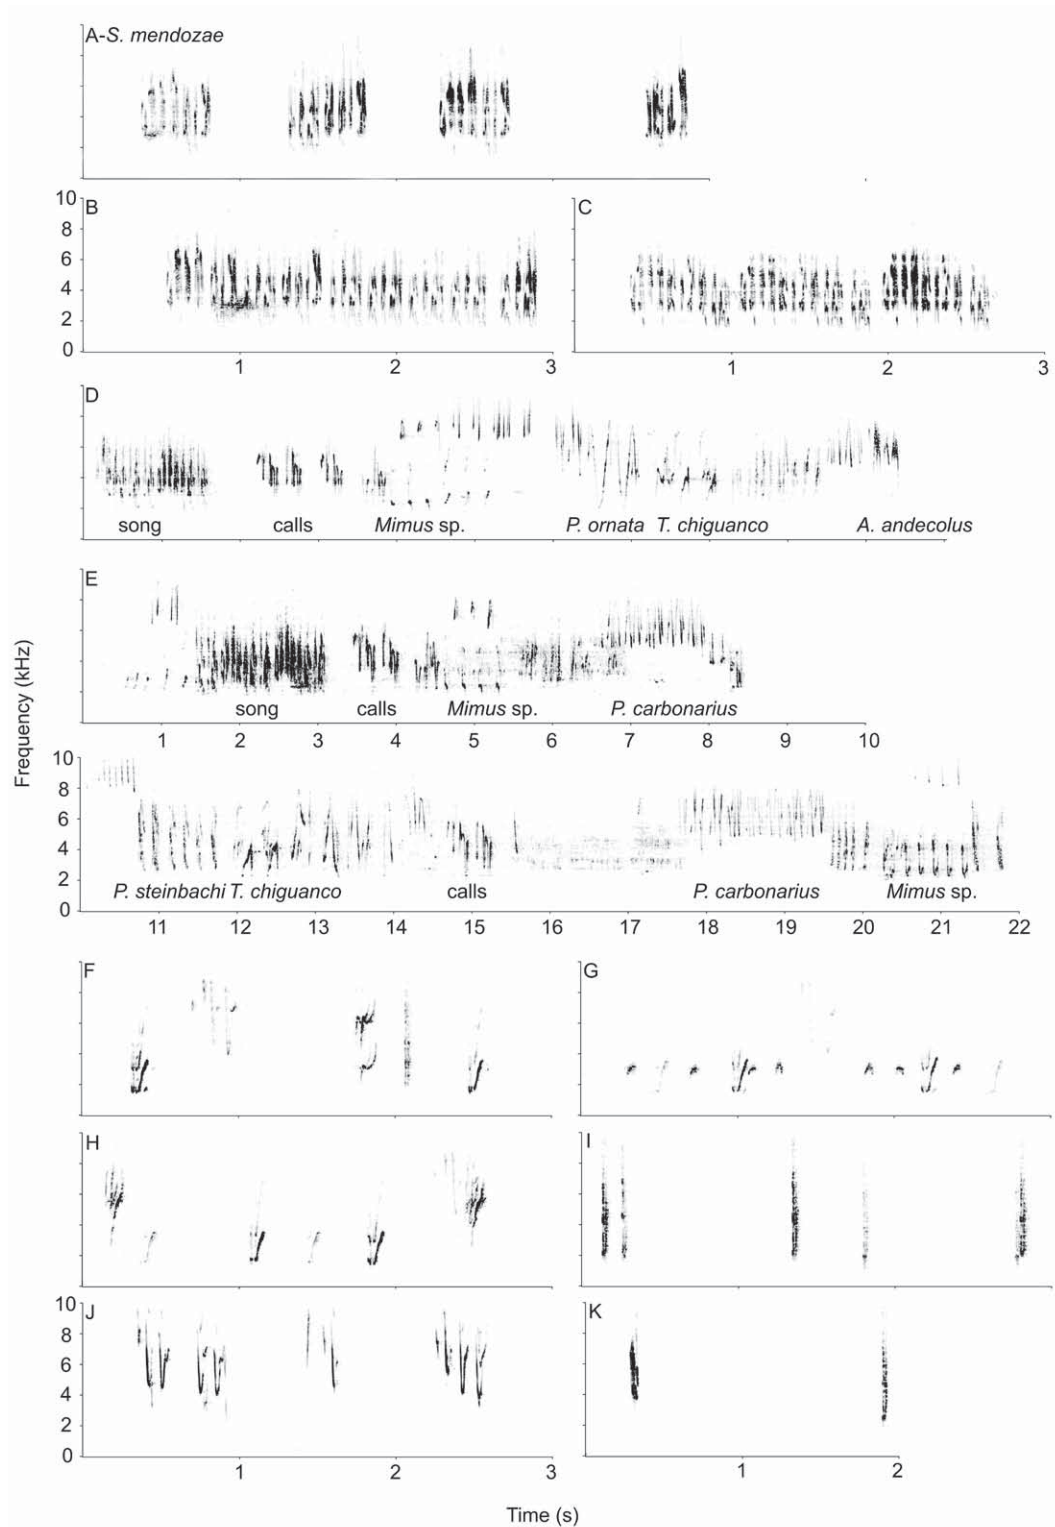 A-S. mendozae
10 B C
8
6
4
2
0
1 2 3 1 2 3
D
song calls Mimus sp. P. ornata T. chiguanco A. andecolus
E
song calls Mimus sp. P. carbonarius
1 2 3 4 5 6 7 8 9 10
10
8
6
4
2
0
P. steinbachi T. chiguanco calls P. carbonarius Mimus sp.
11 12 13 14 15 16 17 18 19 20 21 22
F G
H I
10 J K
8
6
4
2
0
1 2 3 1 2
Frequency (kHz)
Time (s)